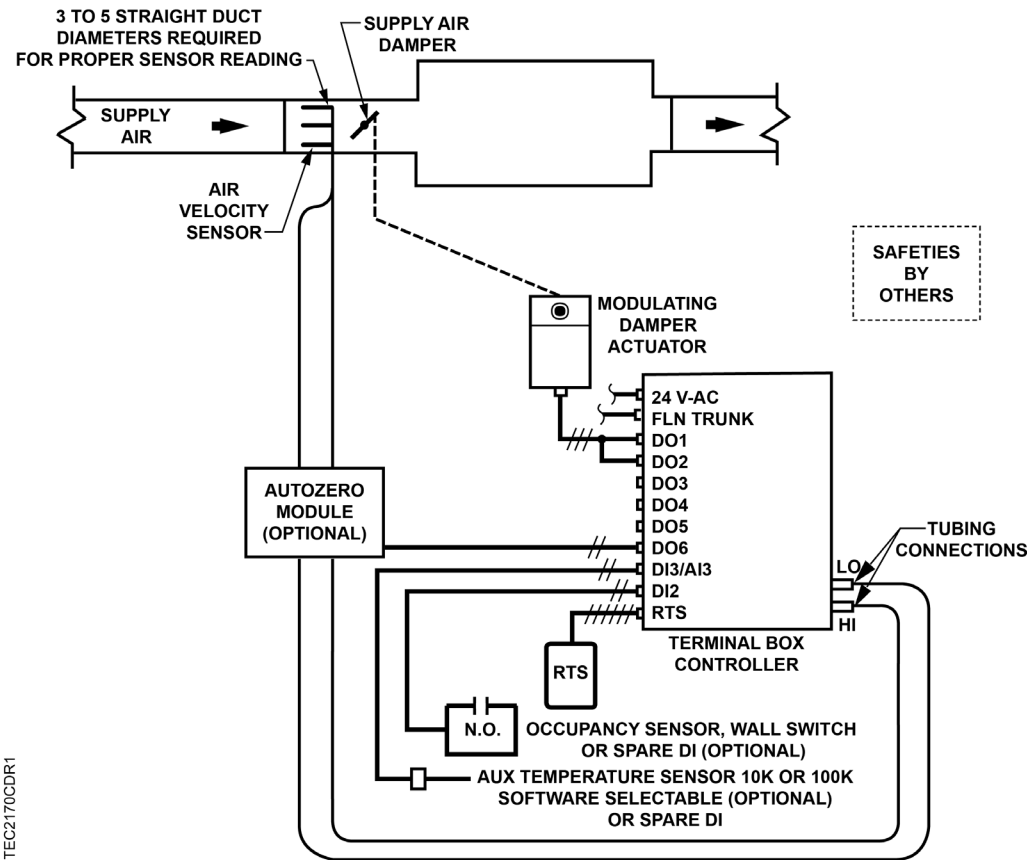 3 TO 5 STRAIGHT DUCT
DIAMETERS REQUIRED
FOR PROPER SENSOR READING
SUPPLY AIR
DAMPER
SUPPLY
AIR
AIR
VELOCITY
SENSOR
SAFETIES
BY
OTHERS
MODULATING
DAMPER
ACTUATOR
24 V-AC
FLN TRUNK
DO1
DO2
DO3
DO4
DO5
DO6
DI3/AI3
DI2
RTS
AUTOZERO
MODULE
(OPTIONAL)
TUBING
CONNECTIONS
LO
HI
TERMINAL BOX
CONTROLLER
RTS
N.O.
OCCUPANCY SENSOR, WALL SWITCH
OR SPARE DI (OPTIONAL)
AUX TEMPERATURE SENSOR 10K OR 100K
SOFTWARE SELECTABLE (OPTIONAL)
OR SPARE DI
TEC2170CDR1